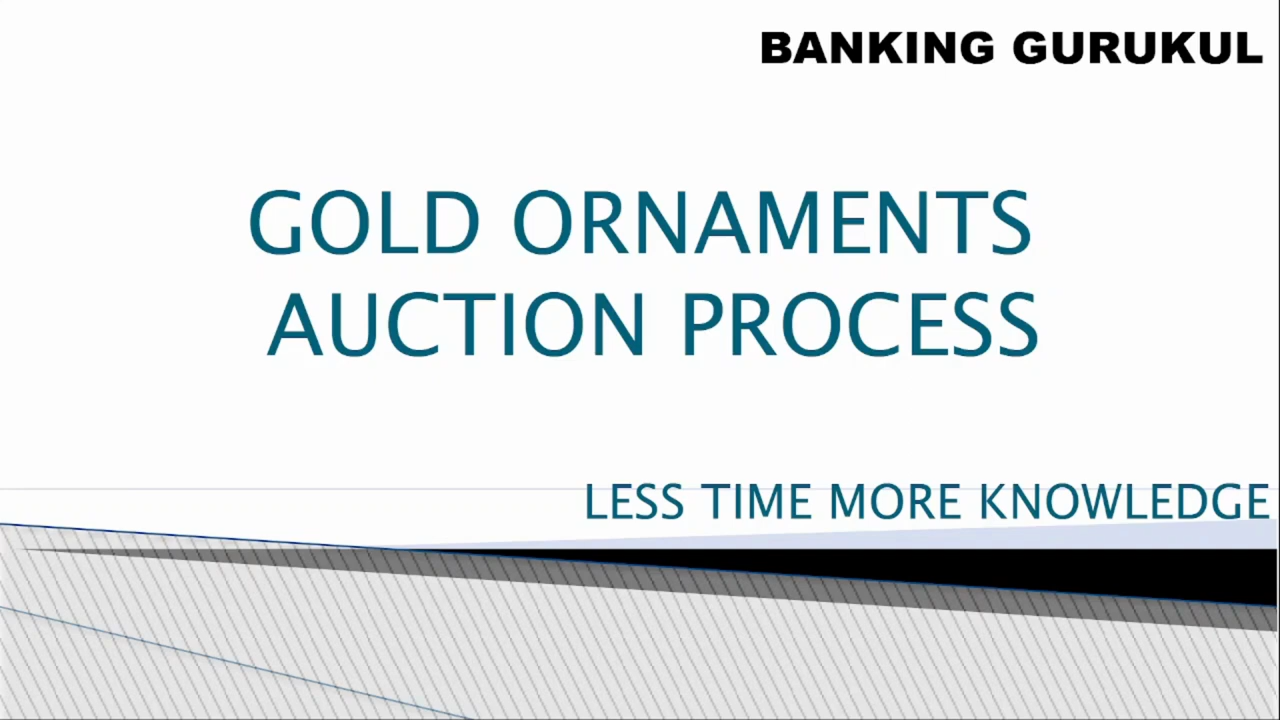 BANKING GURUKUL
GOLD ORNAMENTS
AUCTION PROCESS
LESS TIME MORE KNOWLEDGE